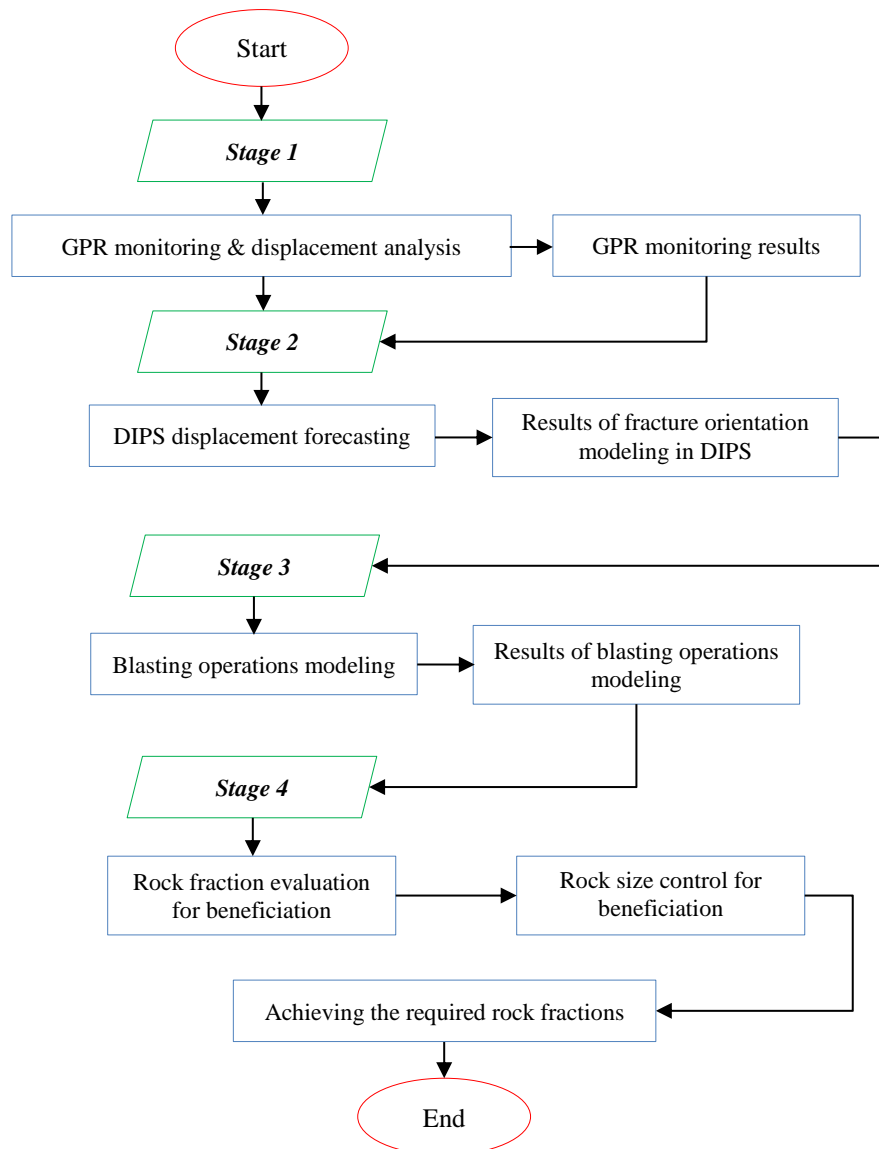 Start
Stage 1
GPR monitoring & displacement analysis
GPR monitoring results
Stage 2
DIPS displacement forecasting
Results of fracture orientation
modeling in DIPS
Stage 3
Blasting operations modeling
Results of blasting operations
modeling
Stage 4
Rock fraction evaluation
for beneficiation
Rock size control for
beneficiation
Achieving the required rock fractions
End